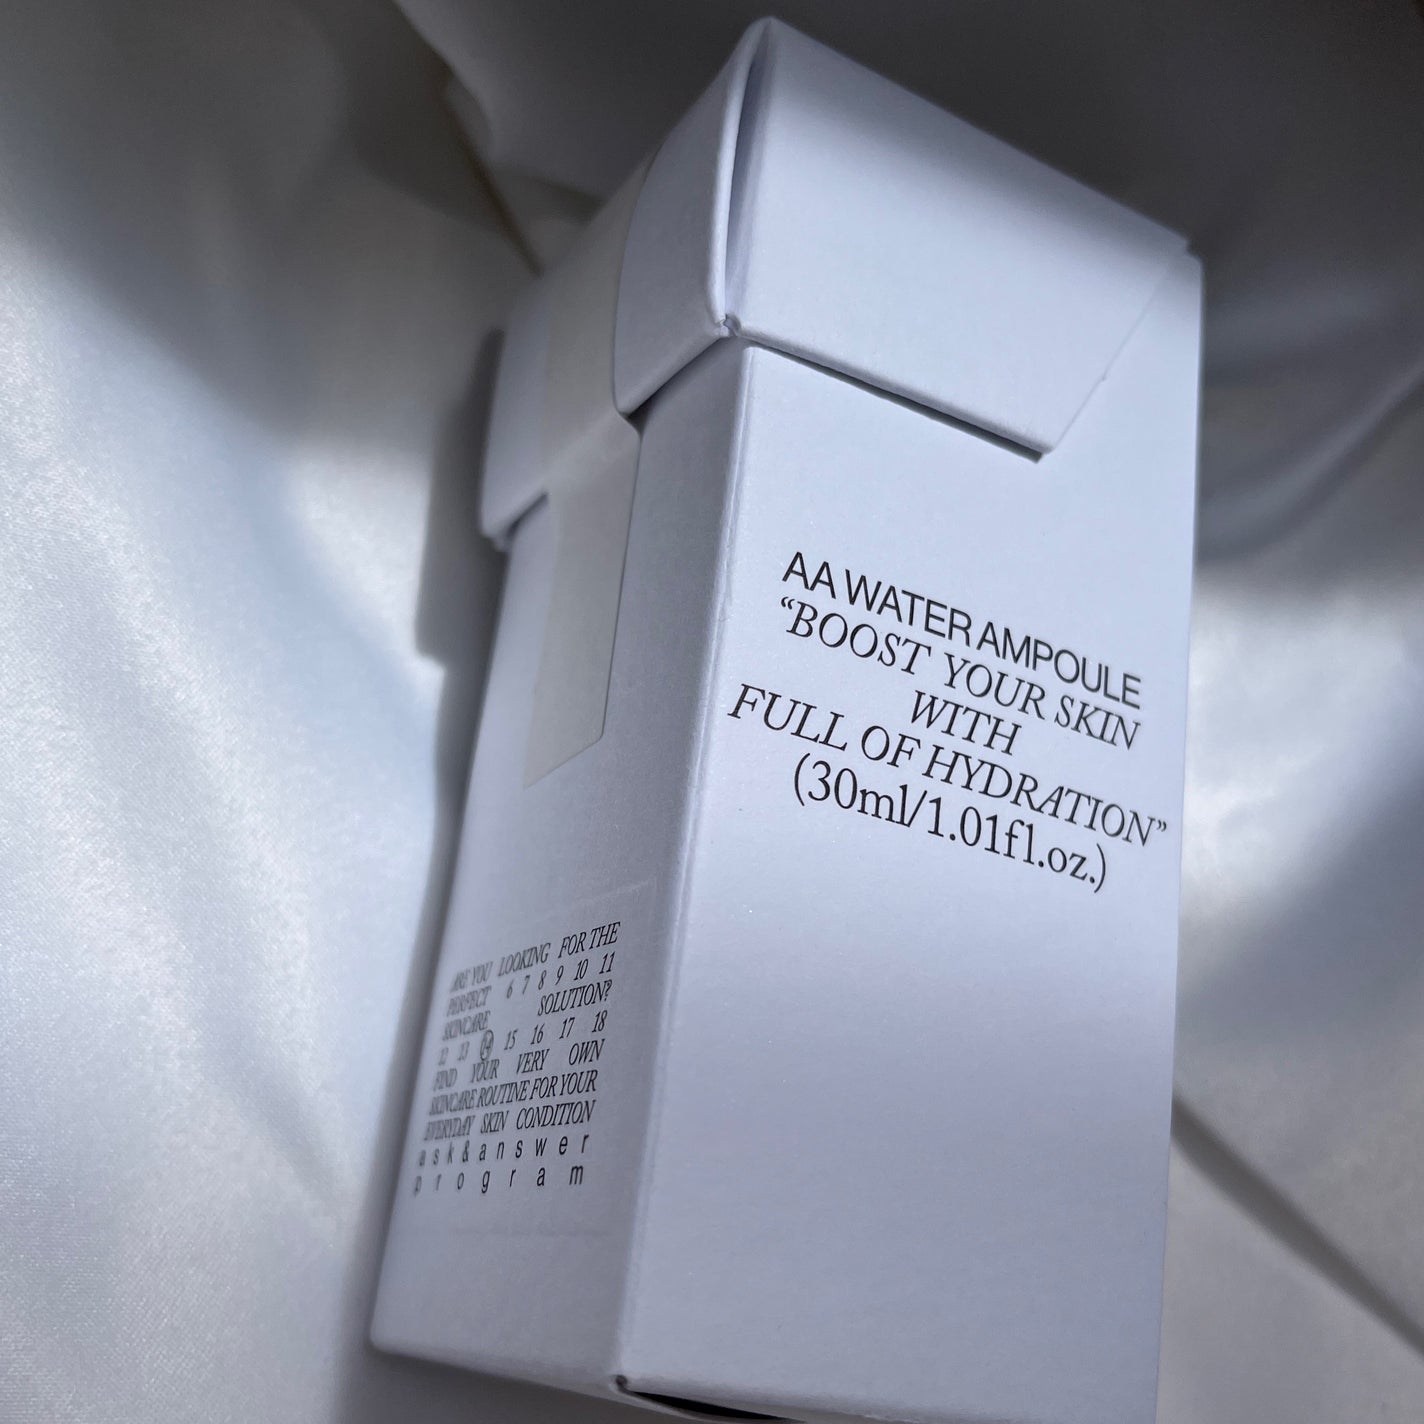 AA WATER AMPOULE
“BOOST YOUR SKIN
WITH
FULL OF HYDRATION”
(30ml/1.01fl.oz.)
ARE YOU LOOKING FOR THE
PERFECT 6 7 8 9 10 11
SKINCARE SOLUTION?
12 13 14 15 16 17 18
FIND YOUR VERY OWN
SKINCARE ROUTINE FOR YOUR
EVERYDAY SKIN CONDITION
ask&answer
program